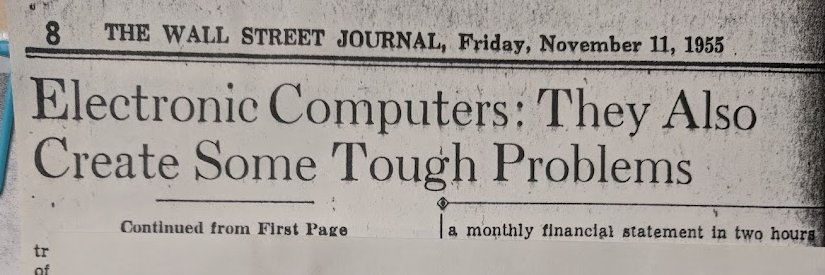 8 THE WALL STREET JOURNAL, Friday, November 11, 1955
Electronic Computers: They Also
Create Some Tough Problems
Continued from First Page
a monthly financial statement in two hours
tr
of